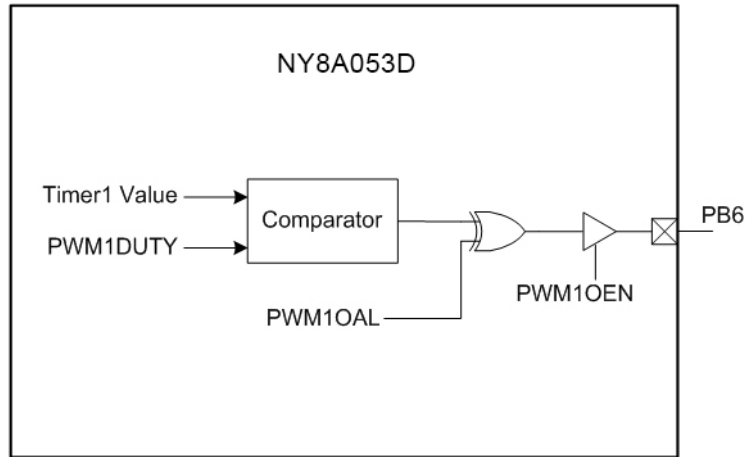 NY8A053D
Timer1 Value
Comparator
PB6
PWM1DUTY
PWM1OEN
PWM1OAL